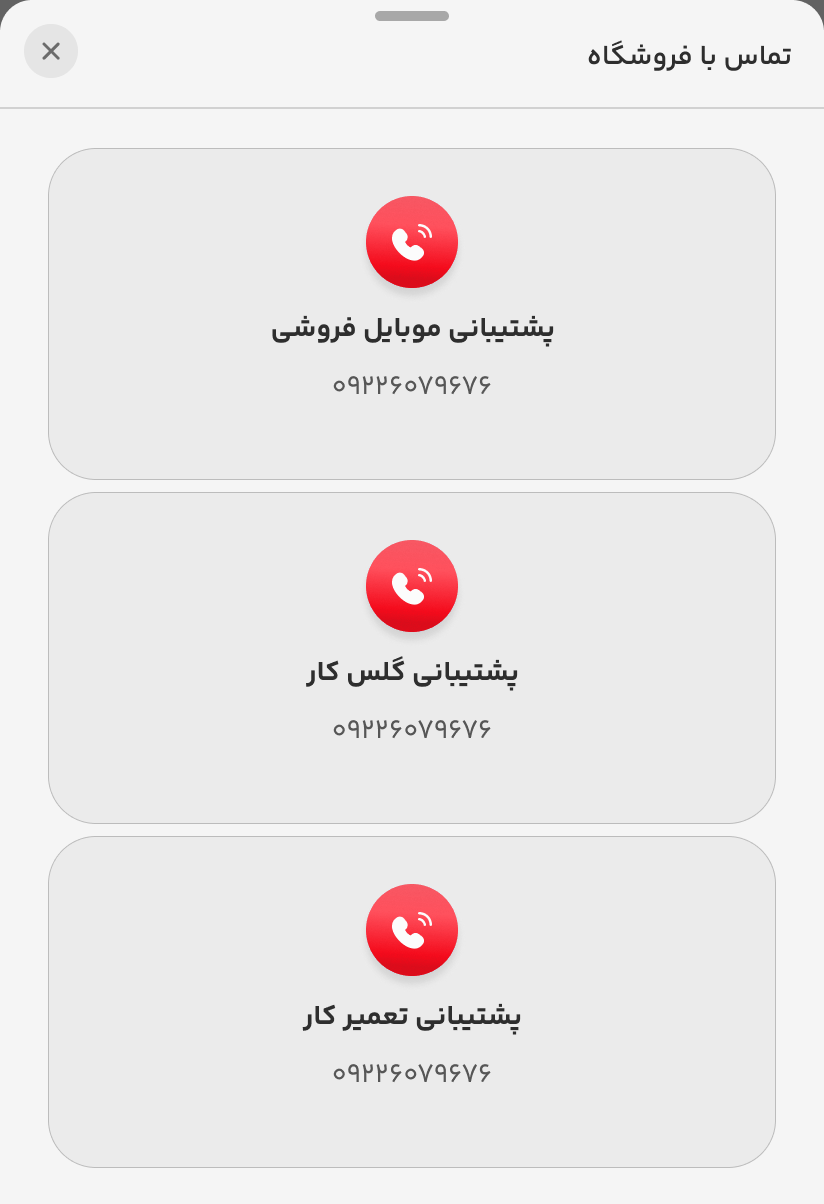 تماس با فروشگاه
پشتیبانی موبایل فروشی
۰۹۲۲۶۰۷۹۶۷۶
پشتیبانی گلس کار
۰۹۲۲۶۰۷۹۶۷۶
پشتیبانی تعمیر کار
۰۹۲۲۶۰۷۹۶۷۶